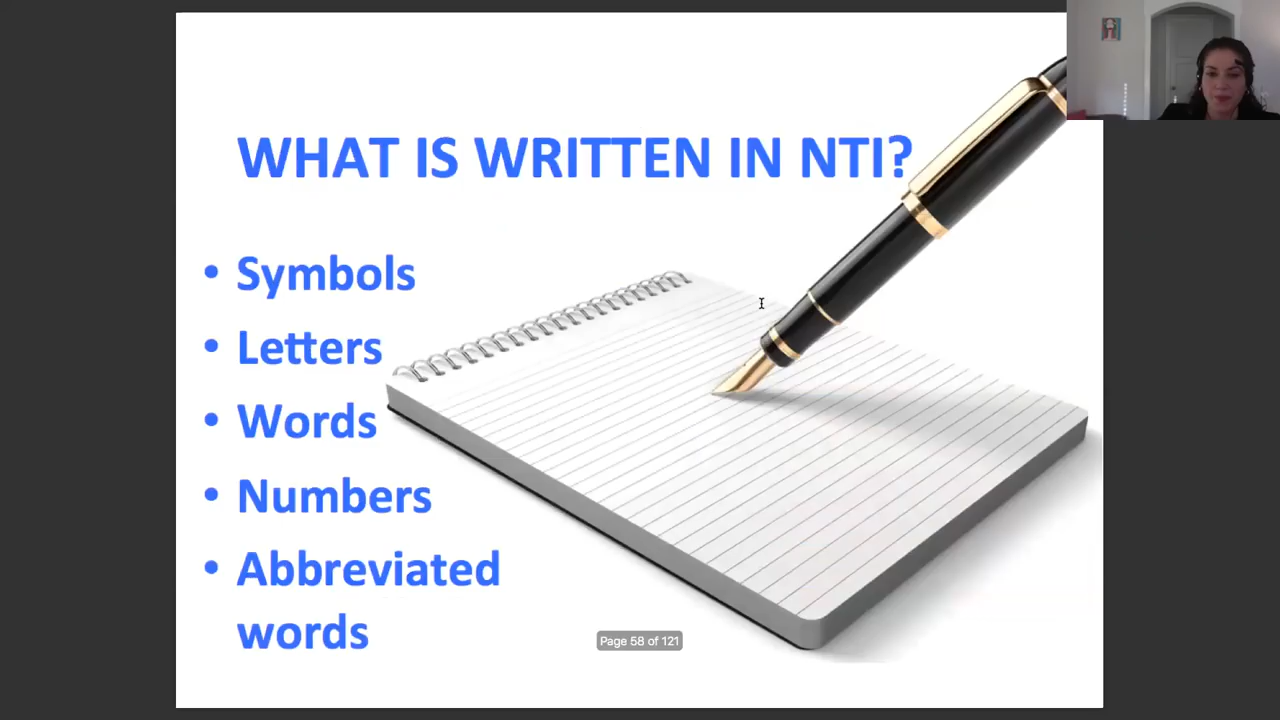 WHAT IS WRITTEN IN NTI?
• Symbols
• Letters
• Words
• Numbers
• Abbreviated
words
Page 58 of 121